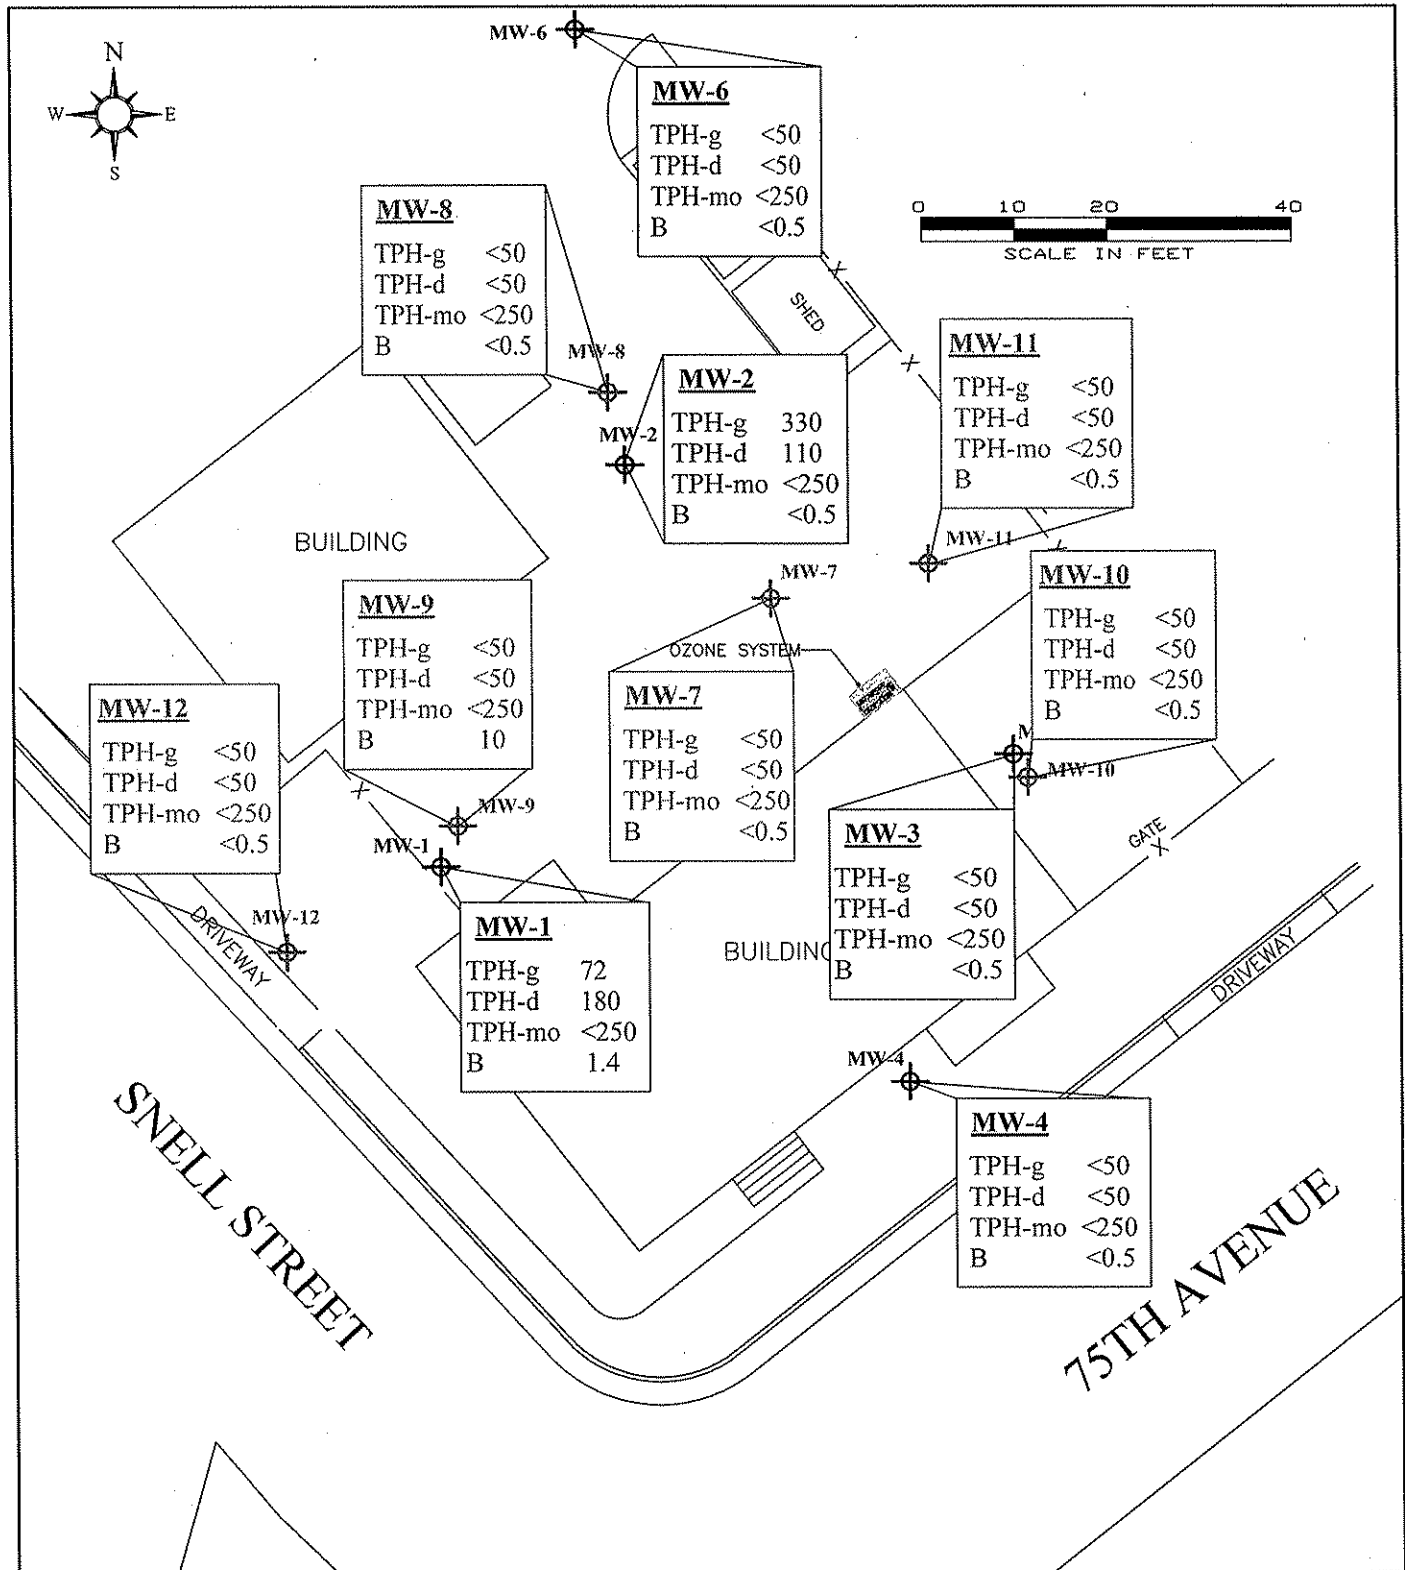 MW-6
N
W E
S
MW-6
TPH-g <50
TPH-d <50
TPH-mo <250
B <0.5
0 10 20 40
SCALE IN FEET
MW-8
TPH-g <50
TPH-d <50
TPH-mo <250
B <0.5
MW-8
SHED
MW-11
TPH-g <50
TPH-d <50
TPH-mo <250
B <0.5
MW-2
TPH-g 330
TPH-d 110
TPH-mo <250
B <0.5
MW-2
BUILDING
MW-11
MW-7
MW-10
TPH-g <50
TPH-d <50
TPH-mo <250
B <0.5
MW-9
TPH-g <50
TPH-d <50
TPH-mo <250
B 10
OZONE SYSTEM
MW-7
TPH-g <50
TPH-d <50
TPH-mo <250
B <0.5
MW-12
TPH-g <50
TPH-d <50
TPH-mo <250
B <0.5
M
MW-10
MW-9
MW-1
GATE
MW-3
TPH-g <50
TPH-d <50
TPH-mo <250
B <0.5
MW-12
DRIVEWAY
MW-1
TPH-g 72
TPH-d 180
TPH-mo <250
B 1.4
BUILDING
DRIVEWAY
MW-4
MW-4
TPH-g <50
TPH-d <50
TPH-mo <250
B <0.5
SNELL STREET
75TH AVENUE